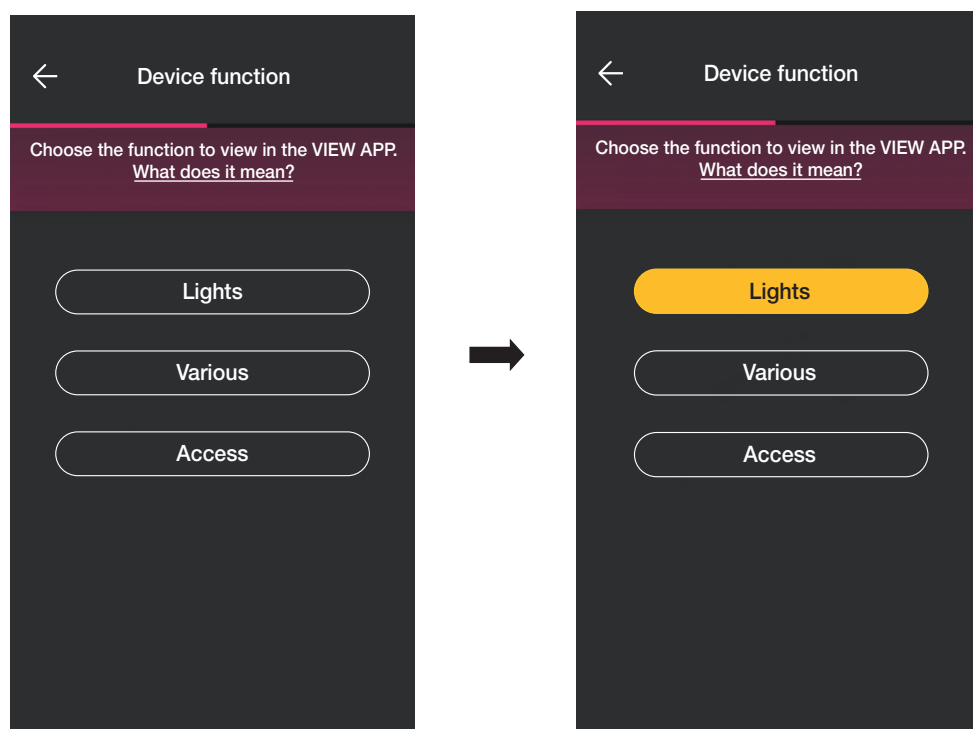 Device function
Choose the function to view in the VIEW APP.
What does it mean?
Lights
Various
Access
Device function
Choose the function to view in the VIEW APP.
What does it mean?
Lights
Various
Access